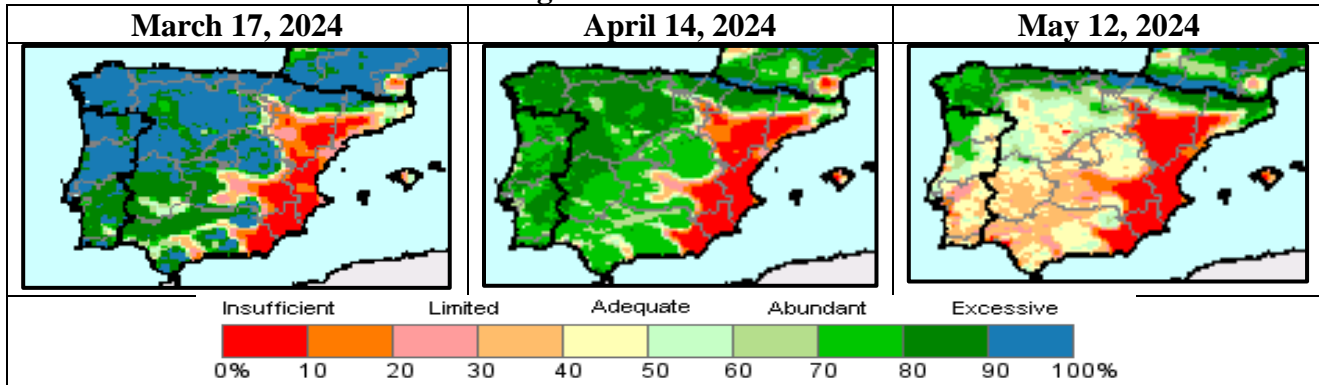 March 17, 2024 April 14, 2024 May 12, 2024
Insufficient Limited Adequate Abundant Excessive
0% 10 20 30 40 50 60 70 80 90 100%